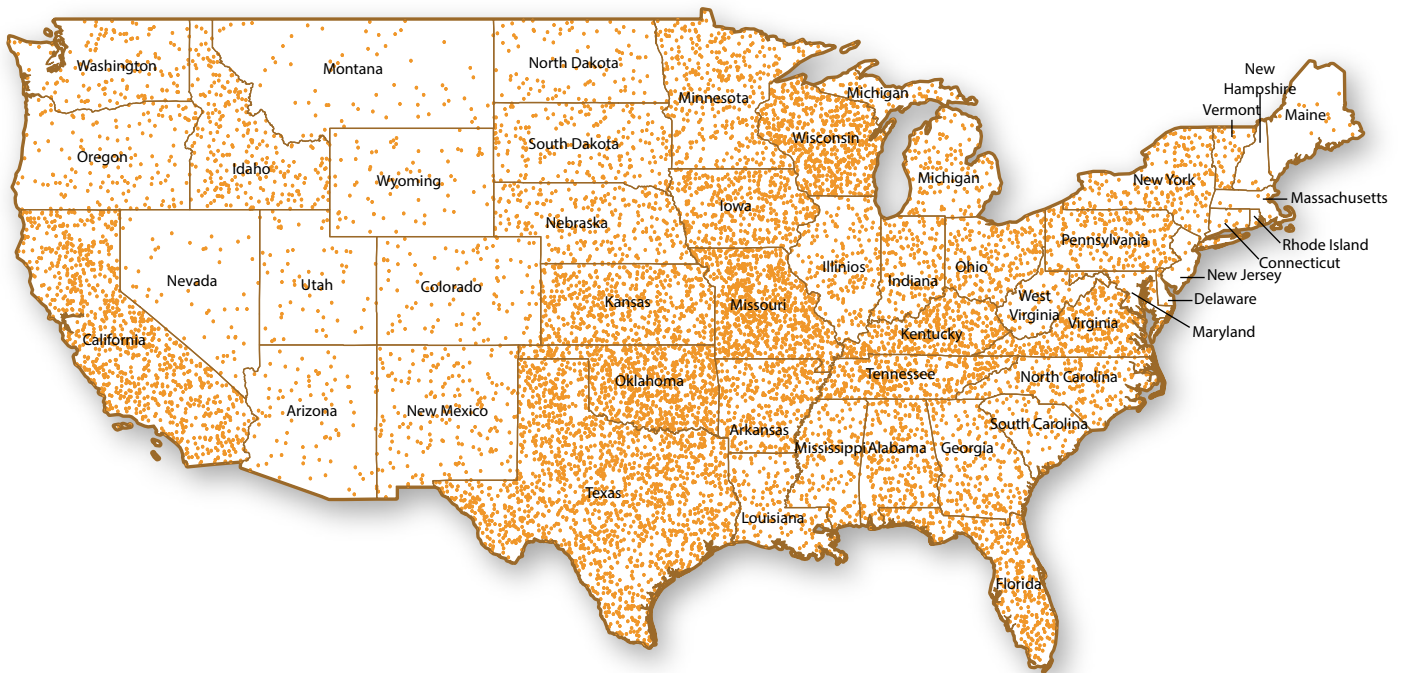 New
Hampshire
Washington
Montana
North Dakota
Minnesota
Michigan
Vermont
Maine
Oregon
Idaho
Wyoming
South Dakota
Wisconsin
Michigan
New York
Massachusetts
Nebraska
Iowa
Rhode Island
Pennsylvania
Connecticut
Nevada
Utah
Colorado
Kansas
Missouri
Illinios
Indiana
Ohio
New Jersey
West
Virginia
Virginia
Delaware
Maryland
California
Kentucky
Arizona
New Mexico
Oklahoma
Tennessee
North Carolina
Arkansas
Mississippi
Alabama
Georgia
South Carolina
Texas
Louisiana
Florida